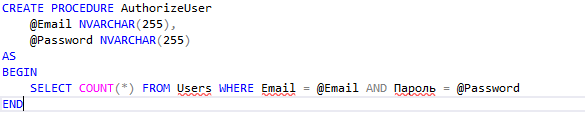 CREATE PROCEDURE AuthorizeUser
    @Email NVARCHAR(255),
    @Password NVARCHAR(255)
AS
BEGIN
    SELECT COUNT(*) FROM Users WHERE Email = @Email AND Пароль = @Password
END